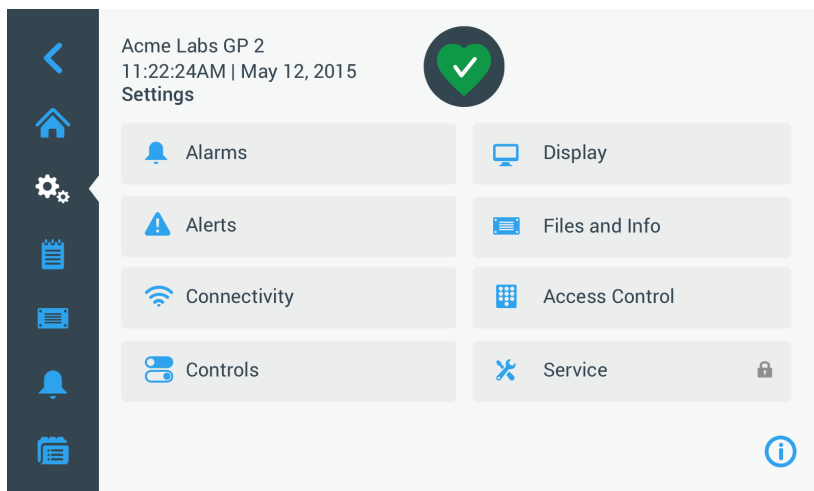 Acme Labs GP 2
11:22:24AM | May 12, 2015
Settings
Alarms
Display
Alerts
Files and Info
Connectivity
Access Control
Controls
Service